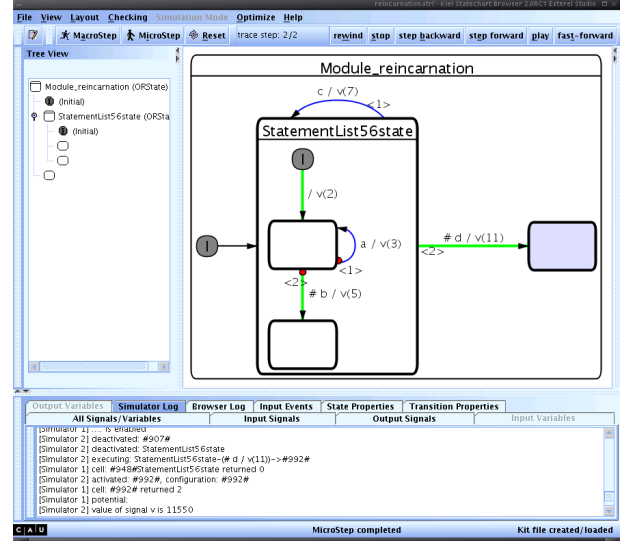 reincarnation.strl - Kiel Statechart Browser 2.0RC1 Esterel Studio
File View Layout Checking Simulation Mode Optimize Help
MacroStep MicroStep Reset trace step: 2/2 rewind stop step backward step forward play fast-forward
Tree View
Module_reincarnation (ORState)
(Initial)
StatementList56state (ORSta
(Initial)
Module_reincarnation
c / v(7)
<1>
StatementList56state
I
/ v(2)
I
a / v(3)
<1>
<2>
# b / v(5)
# d / v(11)
<2>
Output Variables Simulator Log Browser Log Input Events State Properties Transition Properties
All Signals/Variables Input Signals Output Signals Input Variables
[Simulator 1] .... is enabled
[Simulator 2] deactivated: #907#
[Simulator 2] deactivated: StatementList56state
[Simulator 2] executing: StatementList56state-(# d / v(11))->#992#
[Simulator 1] cell: #948#StatementList56state returned 0
[Simulator 2] activated: #992#, configuration: #992#
[Simulator 1] cell: #992# returned 2
[Simulator 1] potential:
[Simulator 2] value of signal v is 11550
C A U MicroStep completed Kit file created/loaded